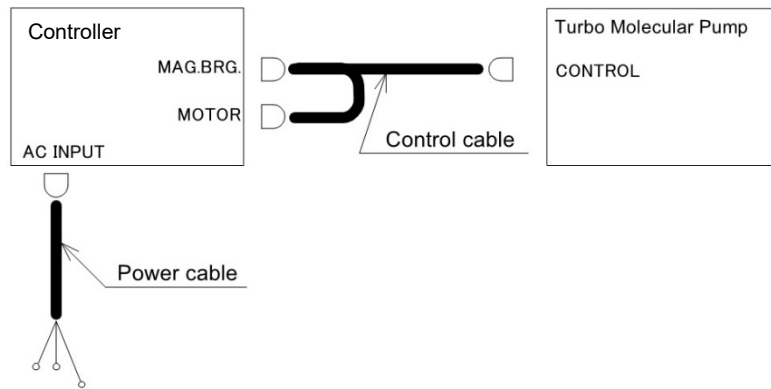 Controller
Turbo Molecular Pump
MAG.BRG.
CONTROL
MOTOR
Control cable
AC INPUT
Power cable